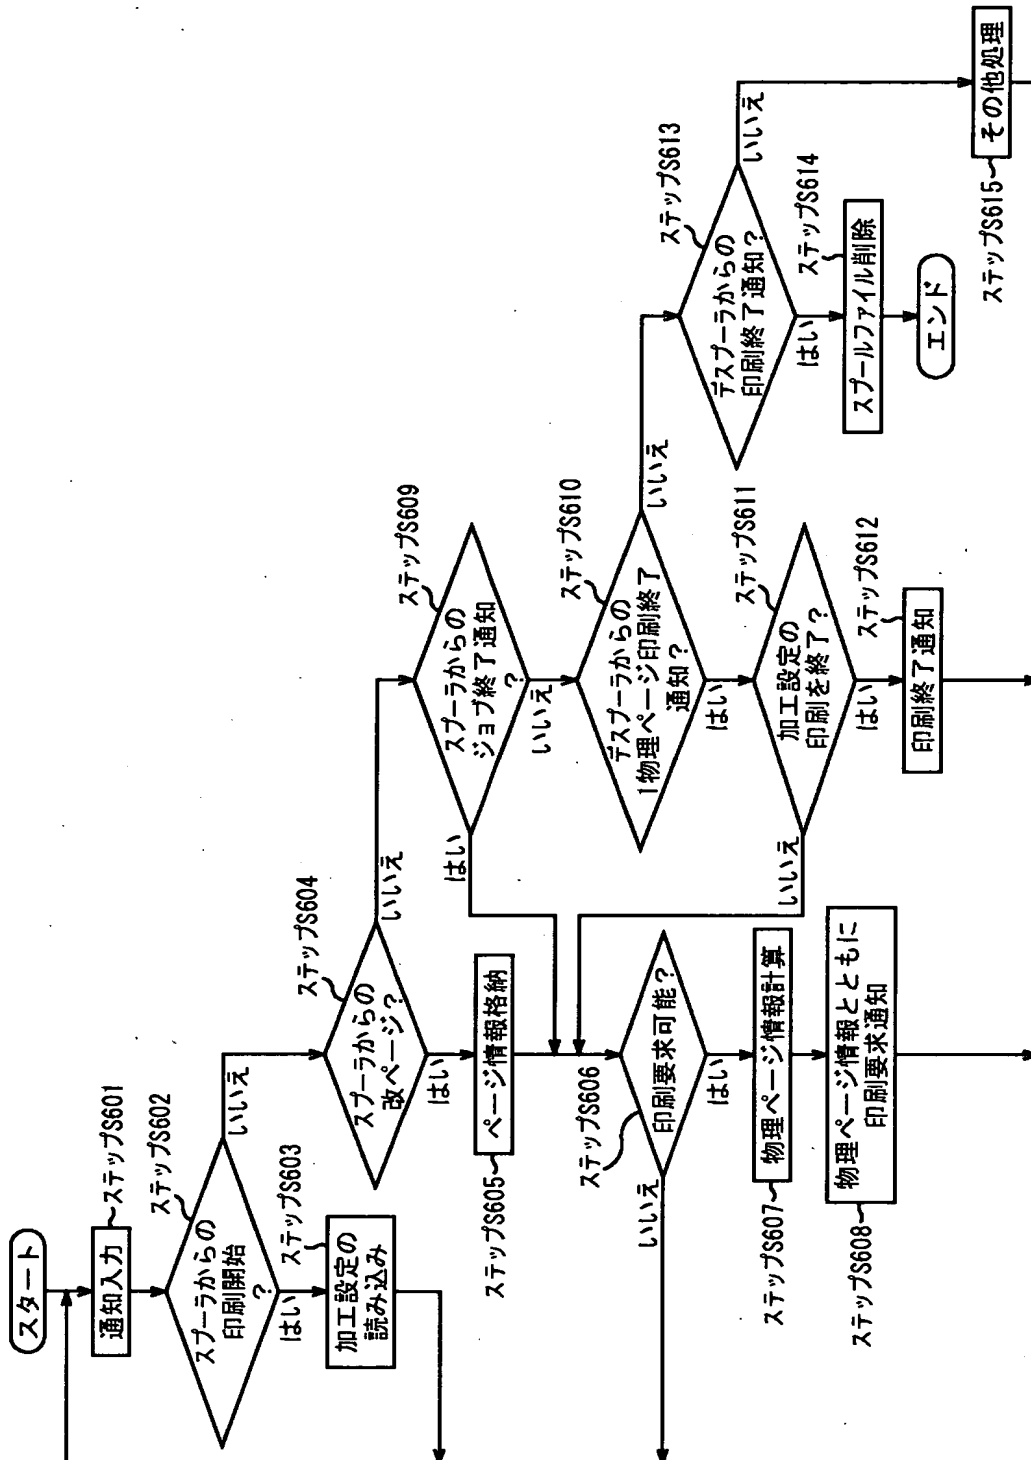 スタート
通知入力
ステップS601
スプーラからの
印刷開始
?
ステップS602
はい
いいえ
加工設定の
読み込み
ステップS603
スプーラからの
改ページ?
ステップS604
はい
いいえ
ページ情報格納
ステップS605
印刷要求可能?
ステップS606
はい
いいえ
物理ページ情報計算
ステップS607
物理ページ情報とともに
印刷要求通知
ステップS608
スプーラからの
ジョブ終了通知
?
ステップS609
はい
いいえ
デスプーラからの
1物理ページ印刷終了
通知?
ステップS610
はい
いいえ
加工設定の
印刷を終了?
ステップS611
はい
いいえ
印刷終了通知
ステップS612
デスプーラからの
印刷終了通知?
ステップS613
はい
いいえ
スプールファイル削除
ステップS614
エンド
その他処理
ステップS615